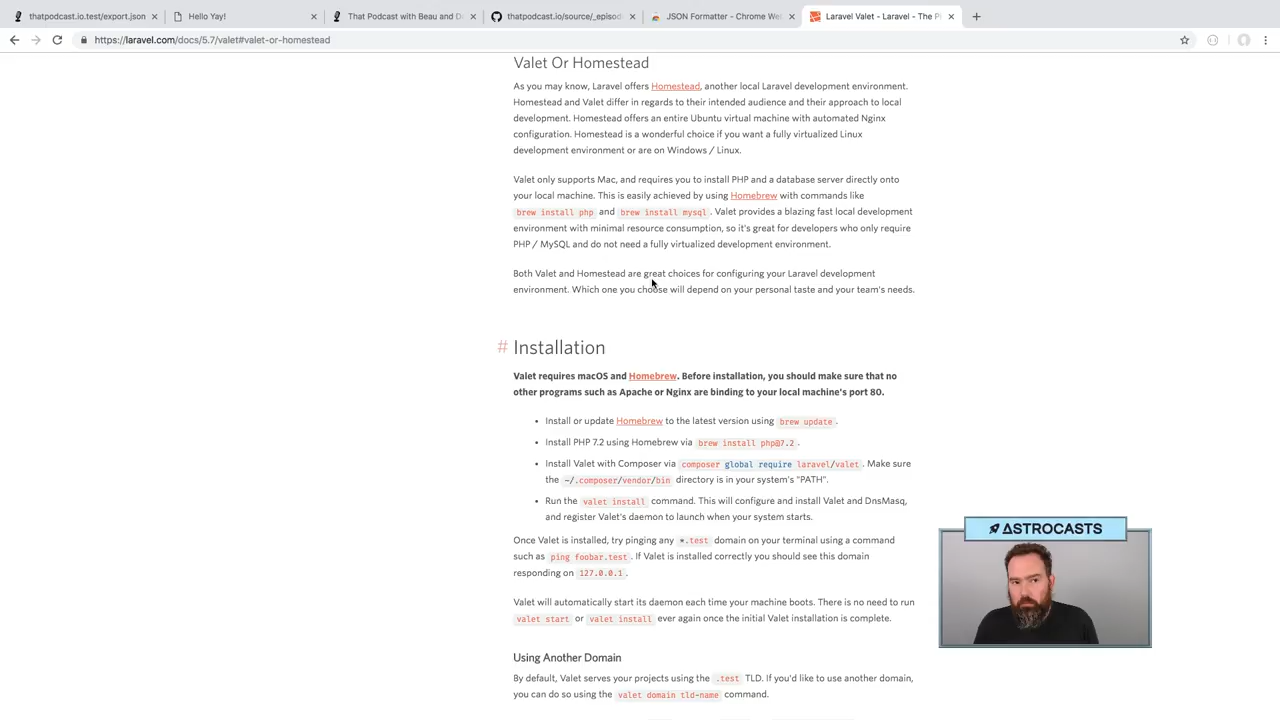 thatpodcast.io.test/export.json
Hello Yay!
That Podcast with Beau and D
thatpodcast.io/source/_episod
JSON Formatter - Chrome We
Laravel Valet - Laravel - The P
https://laravel.com/docs/5.7/valet#valet-or-homestead
Valet Or Homestead
As you may know, Laravel offers Homestead, another local Laravel development environment.
Homestead and Valet differ in regards to their intended audience and their approach to local
development. Homestead offers an entire Ubuntu virtual machine with automated Nginx
configuration. Homestead is a wonderful choice if you want a fully virtualized Linux
development environment or are on Windows / Linux.
Valet only supports Mac, and requires you to install PHP and a database server directly onto
your local machine. This is easily achieved by using Homebrew with commands like
brew install php and brew install mysql. Valet provides a blazing fast local development
environment with minimal resource consumption, so it's great for developers who only require
PHP / MySQL and do not need a fully virtualized development environment.
Both Valet and Homestead are great choices for configuring your Laravel development
environment. Which one you choose will depend on your personal taste and your team's needs.
# Installation
Valet requires macOS and Homebrew. Before installation, you should make sure that no
other programs such as Apache or Nginx are binding to your local machine's port 80.
• Install or update Homebrew to the latest version using brew update.
• Install PHP 7.2 using Homebrew via brew install php@7.2.
• Install Valet with Composer via composer global require laravel/valet. Make sure
the ~/.composer/vendor/bin directory is in your system's "PATH".
• Run the valet install command. This will configure and install Valet and DnsMasq,
and register Valet's daemon to launch when your system starts.
Once Valet is installed, try pinging any *.test domain on your terminal using a command
such as ping foobar.test. If Valet is installed correctly you should see this domain
responding on 127.0.0.1.
Valet will automatically start its daemon each time your machine boots. There is no need to run
valet start or valet install ever again once the initial Valet installation is complete.
Using Another Domain
By default, Valet serves your projects using the .test TLD. If you'd like to use another domain,
you can do so using the valet domain tld-name command.
ASTROCASTS